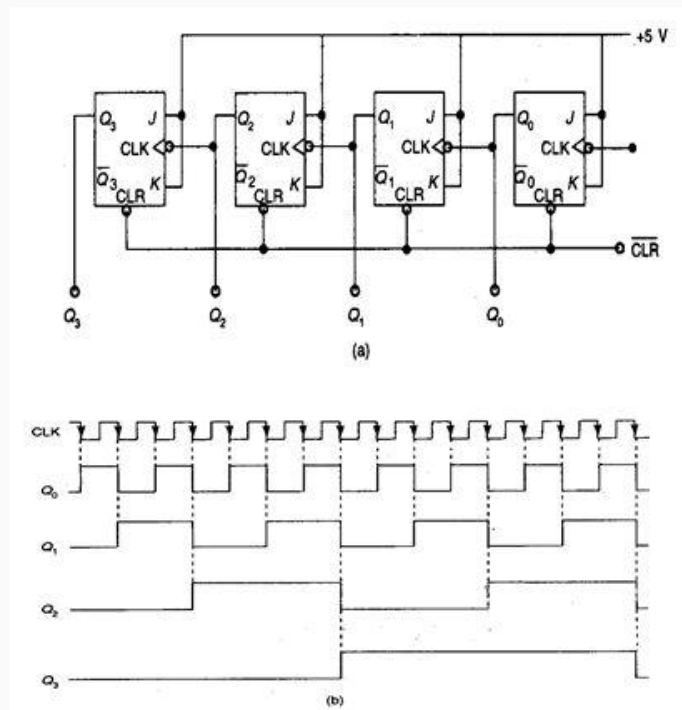 +5 V
Q3 J Q2 J Q1 J Q0 J
CLK CLK CLK CLK
Q̅3 K Q̅2 K Q̅1 K Q̅0 K
CLR CLR CLR CLR
C̅L̅R̅
Q3 Q2 Q1 Q0
(a)
CLK
Q0
Q1
Q2
Q3
(b)